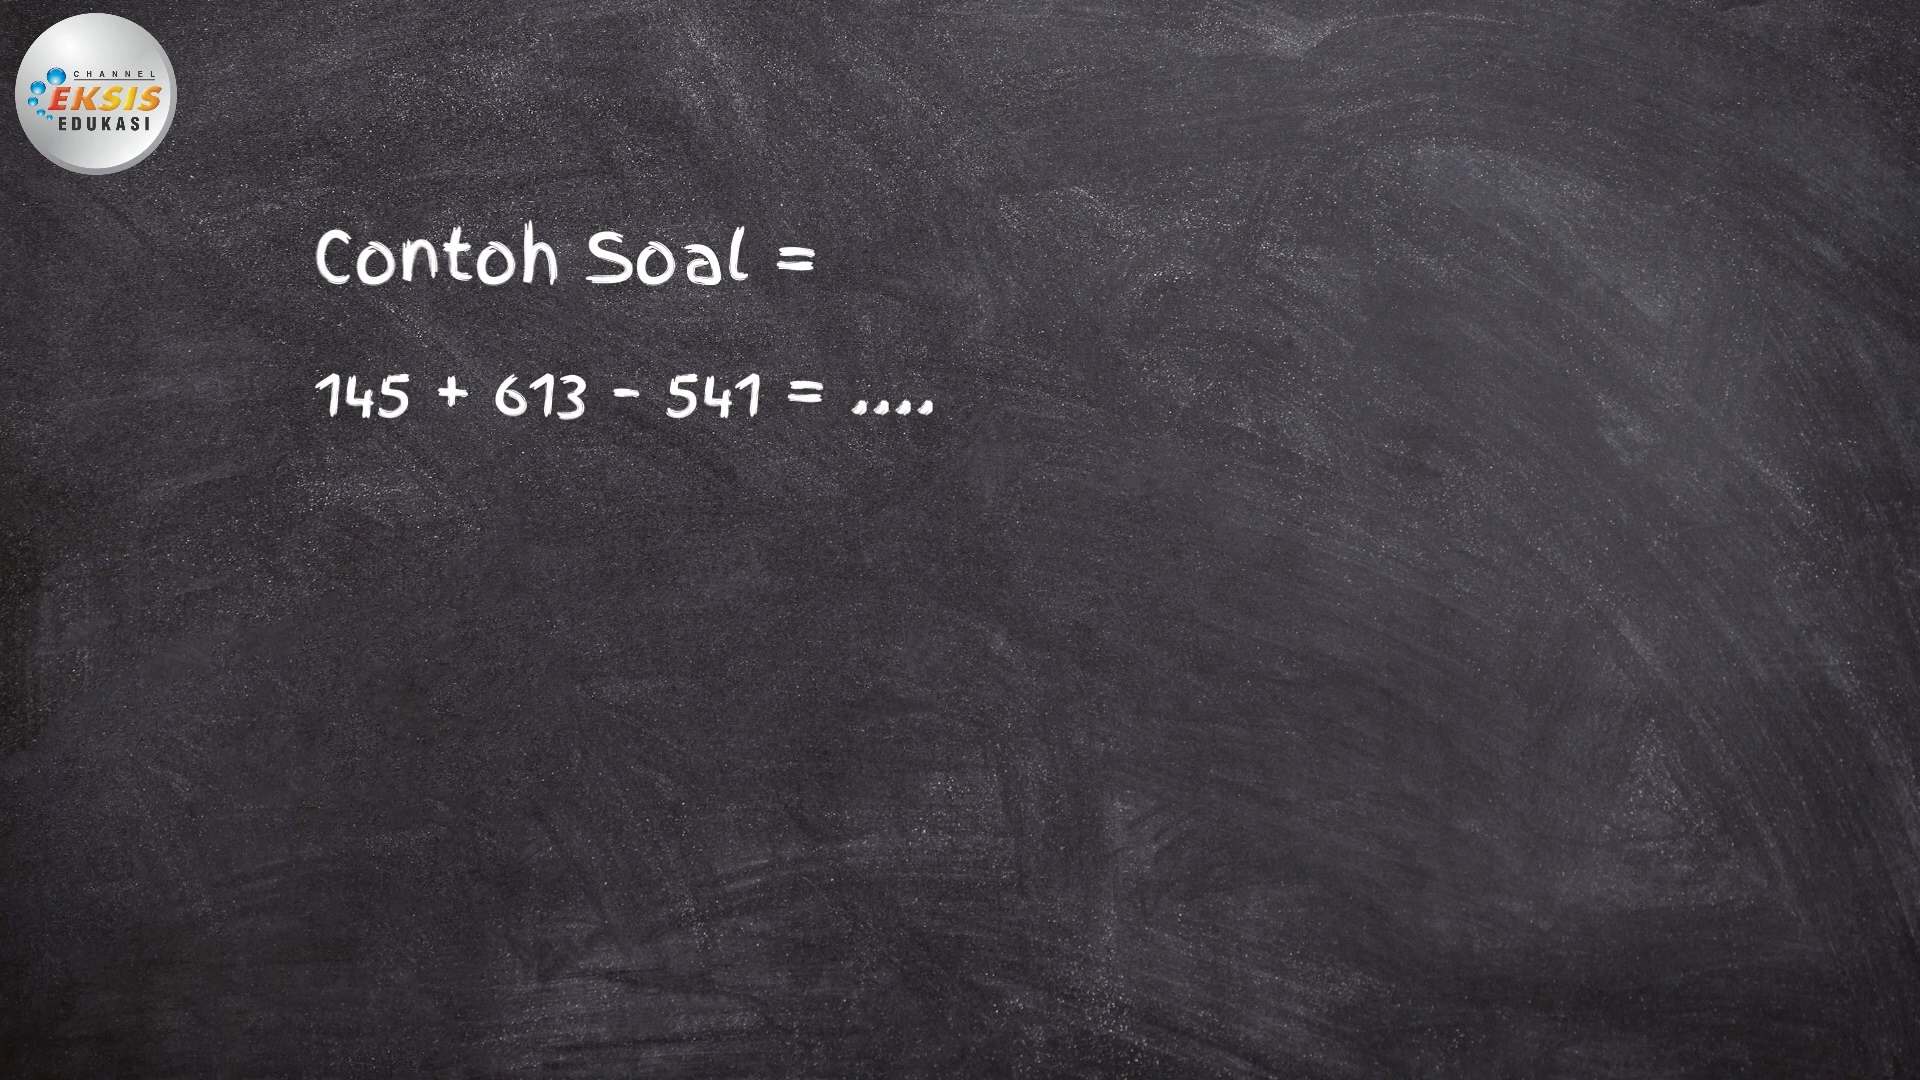 CHANNEL
EKSIS
EDUKASI
Contoh Soal =
145 + 613 - 541 = ....